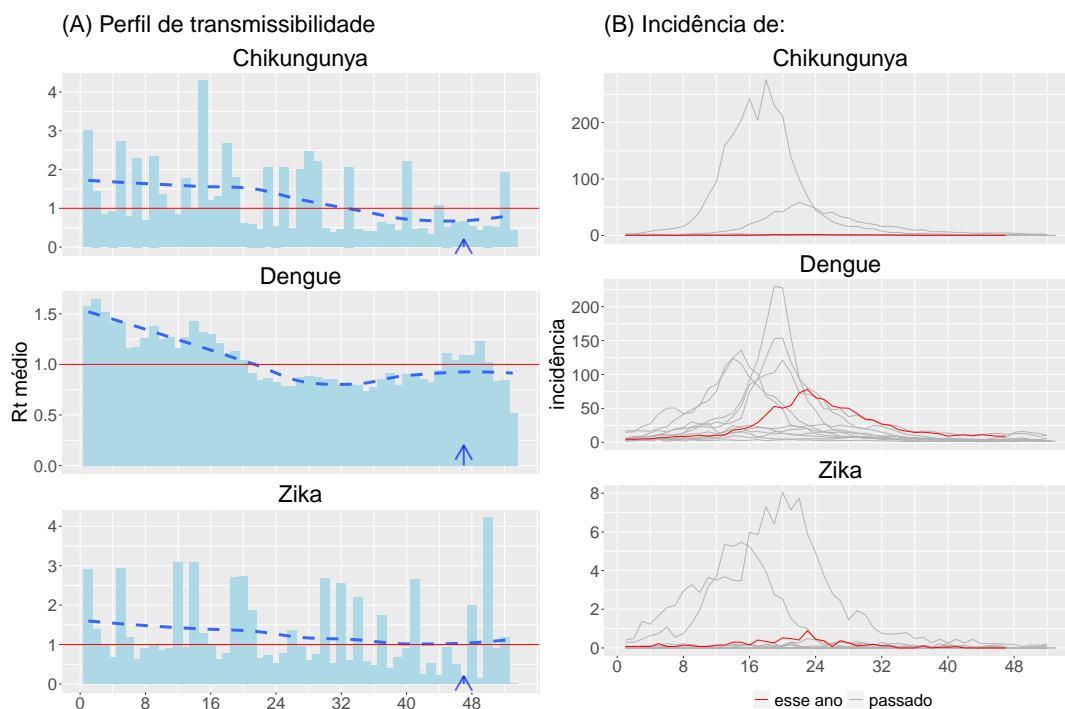 (A) Perfil de transmissibilidade
Chikungunya
4
3
2
1
0
Dengue
1.5
1.0
0.5
0.0
Rt médio
Zika
4
3
2
1
0
0 8 16 24 32 40 48
(B) Incidência de:
Chikungunya
200
100
0
Dengue
200
150
100
50
0
incidência
Zika
8
6
4
2
0
0 8 16 24 32 40 48
esse ano passado